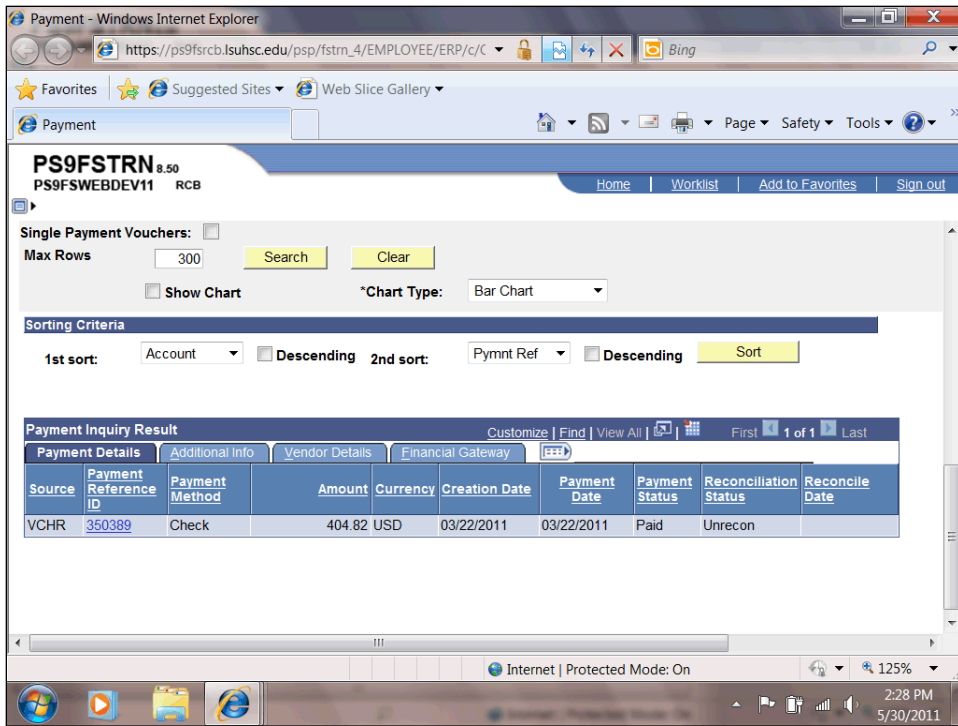 Payment - Windows Internet Explorer
https://ps9fsrcb.lsuhsc.edu/psp/fstrn_4/EMPLOYEE/ERP/c/C
Bing
Favorites Suggested Sites Web Slice Gallery
Payment
Page Safety Tools
PS9FSTRN 8.50
PS9FSWEBDEV11 RCB
Home Worklist Add to Favorites Sign out
Single Payment Vouchers:
Max Rows 300 Search Clear
Show Chart *Chart Type: Bar Chart
Sorting Criteria
1st sort: Account Descending 2nd sort: Pymnt Ref Descending Sort
Payment Inquiry Result Customize | Find | View All | | First 1 of 1 Last
Payment Details Additional Info Vendor Details Financial Gateway
Source Payment Reference ID Payment Method Amount Currency Creation Date Payment Date Payment Status Reconciliation Status Reconcile Date
VCHR 350389 Check 404.82 USD 03/22/2011 03/22/2011 Paid Unrecon
Internet | Protected Mode: On 125%
2:28 PM
5/30/2011